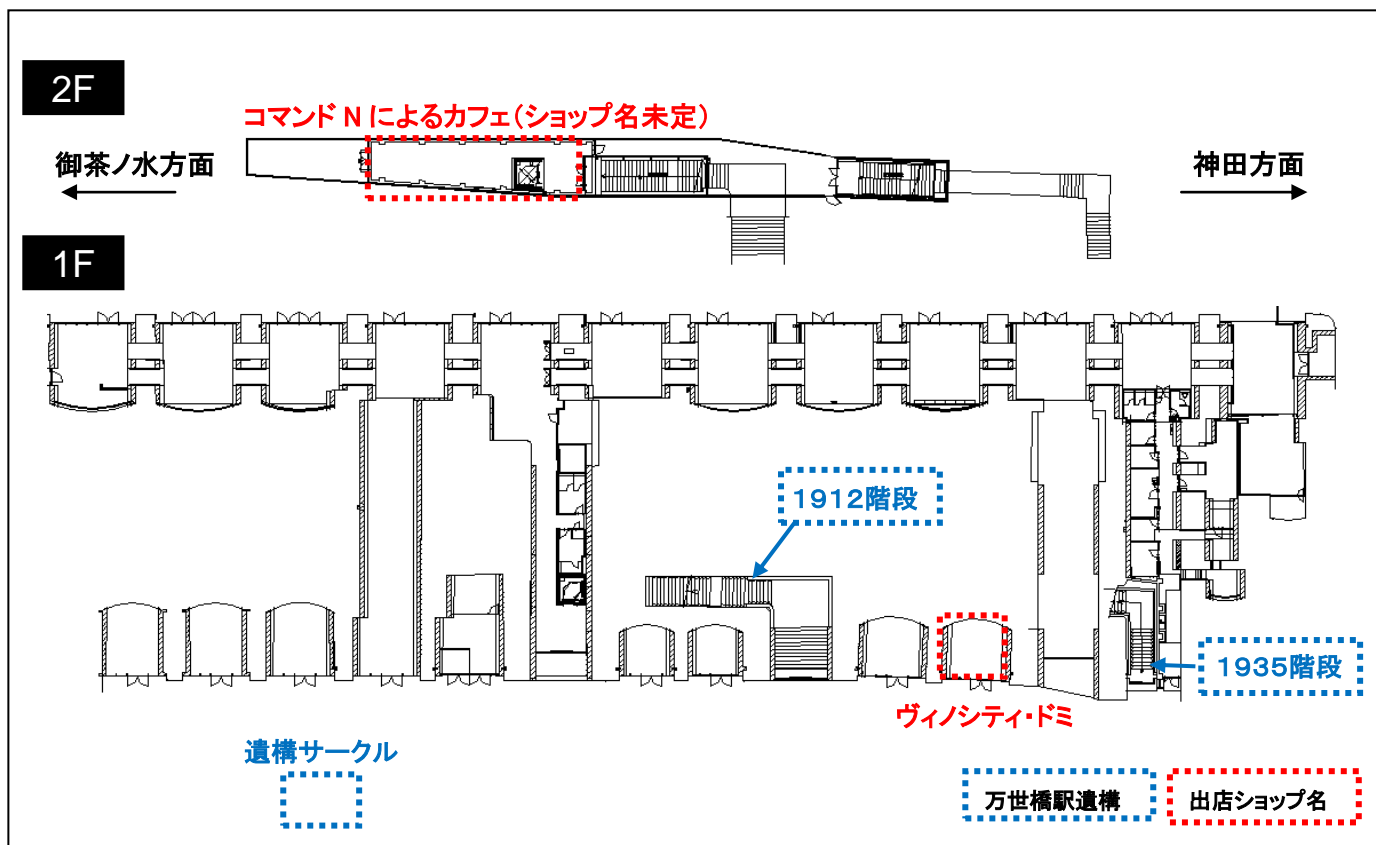 2F
コマンド N によるカフェ(ショップ名未定)
御茶ノ水方面
神田方面
1F
1912階段
1935階段
ヴィノシティ・ドミ
遺構サークル
万世橋駅遺構
出店ショップ名